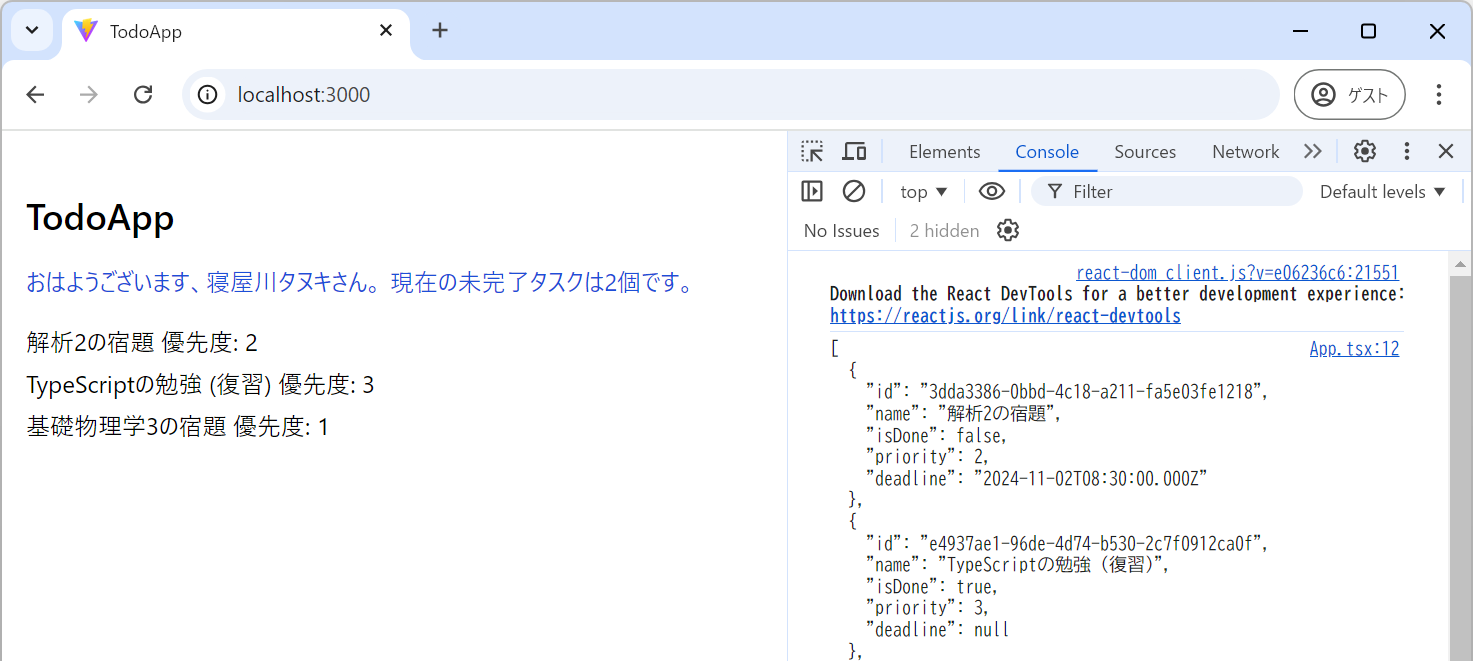 TodoApp
localhost:3000
ゲスト
TodoApp
おはようございます、寝屋川タヌキさん。現在の未完了タスクは2個です。
解析2の宿題 優先度: 2
TypeScriptの勉強 (復習) 優先度: 3
基礎物理学3の宿題 優先度: 1
Elements Console Sources Network
top Filter Default levels
No Issues 2 hidden
react-dom_client.js?v=e06236c6:21551
Download the React DevTools for a better development experience:
https://reactjs.org/link/react-devtools
[ App.tsx:12
{
"id": "3dda3386-0bbd-4c18-a211-fa5e03fe1218",
"name": "解析2の宿題",
"isDone": false,
"priority": 2,
"deadline": "2024-11-02T08:30:00.000Z"
},
{
"id": "e4937ae1-96de-4d74-b530-2c7f0912ca0f",
"name": "TypeScriptの勉強 (復習)",
"isDone": true,
"priority": 3,
"deadline": null
},